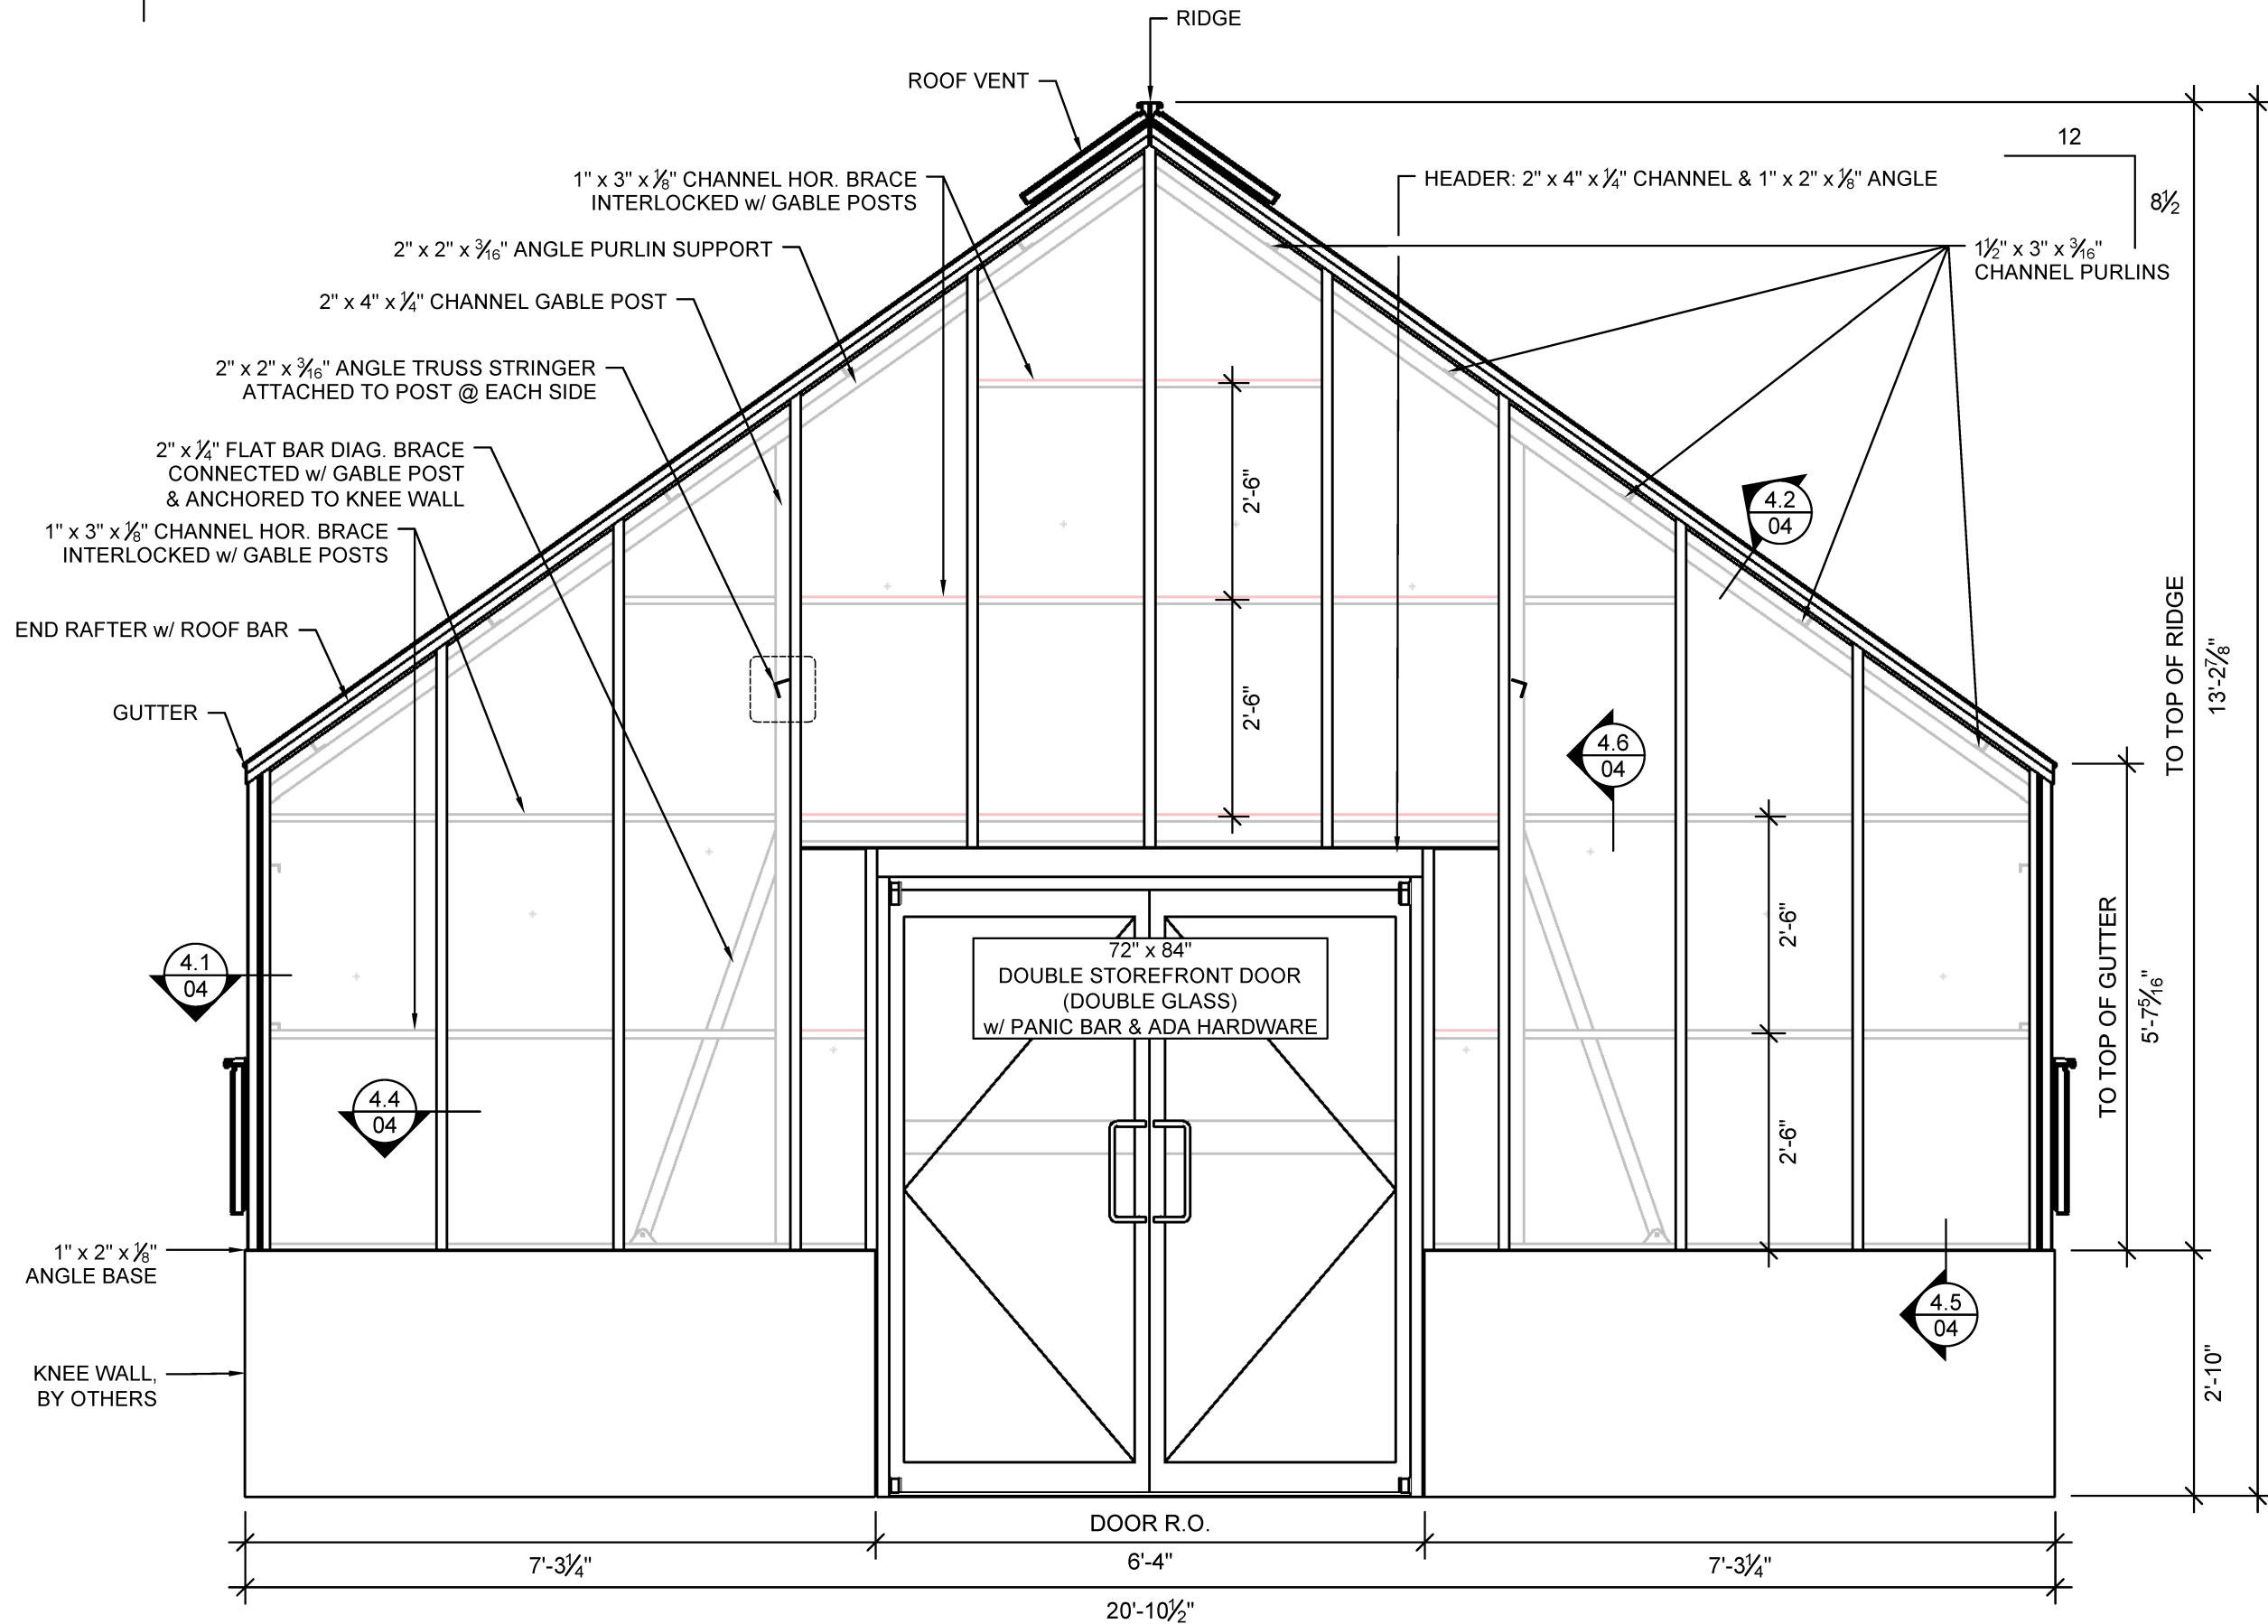 RIDGE
ROOF VENT
12
8½
1" x 3" x ⅛" CHANNEL HOR. BRACE
INTERLOCKED w/ GABLE POSTS
HEADER: 2" x 4" x ¼" CHANNEL & 1" x 2" x ⅛" ANGLE
2" x 2" x 3⁄16" ANGLE PURLIN SUPPORT
1½" x 3" x 3⁄16"
CHANNEL PURLINS
2" x 4" x ¼" CHANNEL GABLE POST
2" x 2" x 3⁄16" ANGLE TRUSS STRINGER
ATTACHED TO POST @ EACH SIDE
2" x ¼" FLAT BAR DIAG. BRACE
CONNECTED w/ GABLE POST
& ANCHORED TO KNEE WALL
1" x 3" x ⅛" CHANNEL HOR. BRACE
INTERLOCKED w/ GABLE POSTS
END RAFTER w/ ROOF BAR
GUTTER
2'-6"
2'-6"
4.2
04
4.6
04
TO TOP OF RIDGE
13'-2⅞"
4.1
04
4.4
04
72" x 84"
DOUBLE STOREFRONT DOOR
(DOUBLE GLASS)
w/ PANIC BAR & ADA HARDWARE
2'-6"
2'-6"
TO TOP OF GUTTER
5'-7 5⁄16"
1" x 2" x ⅛"
ANGLE BASE
4.5
04
KNEE WALL,
BY OTHERS
2'-10"
DOOR R.O.
7'-3¼"
6'-4"
7'-3¼"
20'-10½"